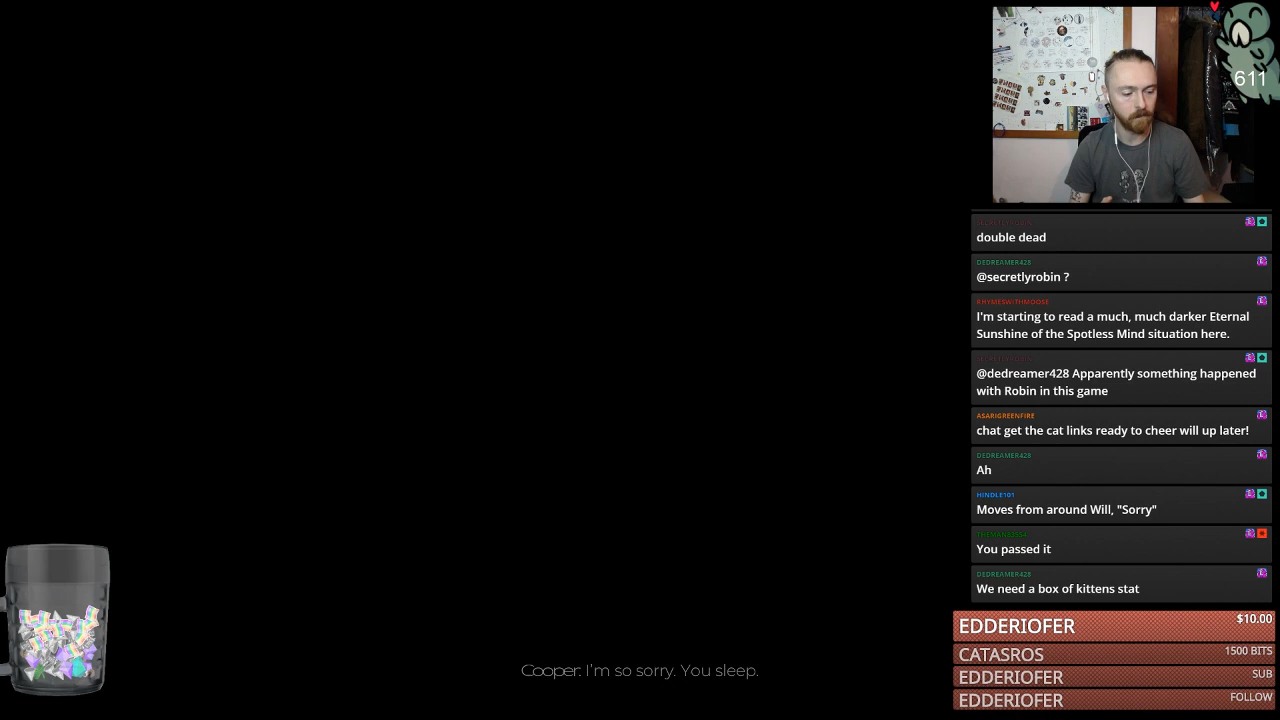 611
double dead
DEDREAMER428
@secretlyrobin ?
RHYMESWITHMOOSE
I'm starting to read a much, much darker Eternal
Sunshine of the Spotless Mind situation here.
@dedreamer428 Apparently something happened
with Robin in this game
ASARIGREENFIRE
chat get the cat links ready to cheer will up later!
DEDREAMER428
Ah
HINDLE101
Moves from around Will, "Sorry"
You passed it
DEDREAMER428
We need a box of kittens stat
EDDERIOFER $10.00
CATASROS 1500 BITS
EDDERIOFER SUB
EDDERIOFER FOLLOW
Cooper: I'm so sorry. You sleep.